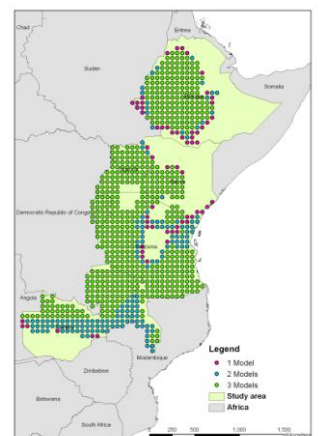 Chad
Eritrea
Sudan
Somalia
Democratic Republic of Congo
Angola
Mozambique
Zimbabwe
Botswana
South Africa
Legend
1 Model
2 Models
3 Models
Study area
Africa
0 250 500 1,000 1,500